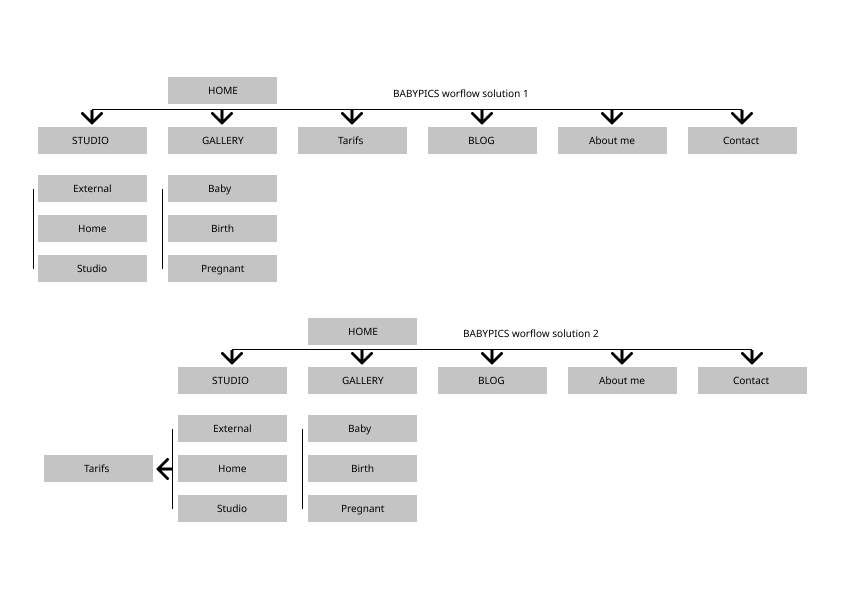 HOME
BABYPICS worflow solution 1
STUDIO
GALLERY
Tarifs
BLOG
About me
Contact
External
Baby
Home
Birth
Studio
Pregnant
HOME
BABYPICS worflow solution 2
STUDIO
GALLERY
BLOG
About me
Contact
External
Baby
Tarifs
Home
Birth
Studio
Pregnant